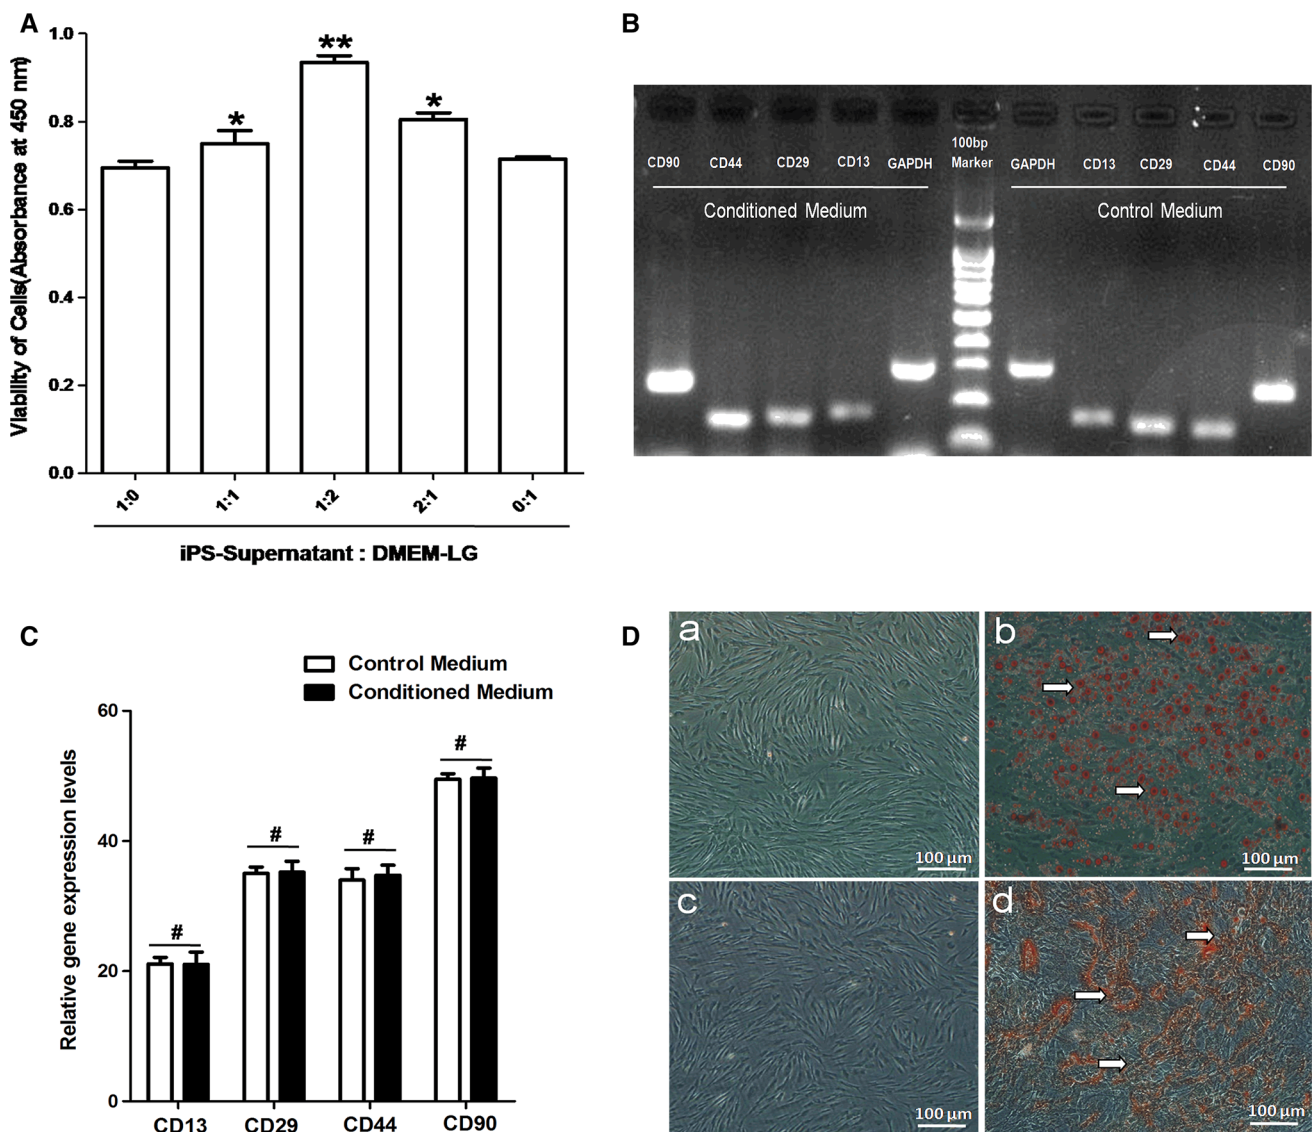 A
Viability of Cells(Absorbance at 450 nm)
1.0
0.8
0.6
0.4
0.2
0.0
*
**
*
1:0
1:1
1:2
2:1
0:1
iPS-Supernatant : DMEM-LG
B
CD90
CD44
CD29
CD13
GAPDH
100bp
Marker
GAPDH
CD13
CD29
CD44
CD90
Conditioned Medium
Control Medium
C
Control Medium
Conditioned Medium
Relative gene expression levels
60
40
20
0
#
#
#
#
CD13
CD29
CD44
CD90
D
a
100 µm
b
100 µm
c
100 µm
d
100 µm